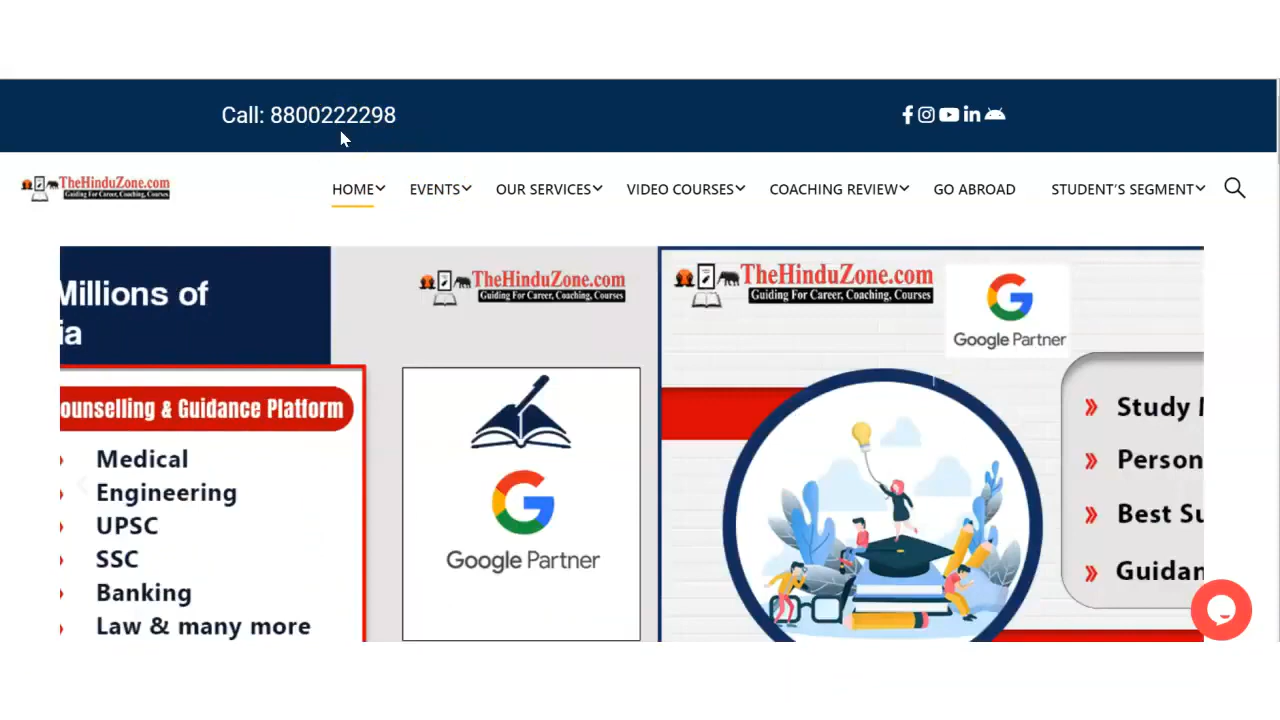 Call: 8800222298
TheHinduZone.com
Guiding For Career, Coaching, Courses
HOME EVENTS OUR SERVICES VIDEO COURSES COACHING REVIEW GO ABROAD STUDENT'S SEGMENT
Millions of
ia
ounselling & Guidance Platform
Medical
Engineering
UPSC
SSC
Banking
Law & many more
TheHinduZone.com
Guiding For Career, Coaching, Courses
Google Partner
TheHinduZone.com
Guiding For Career, Coaching, Courses
Google Partner
Study
Person
Best Su
Guidan